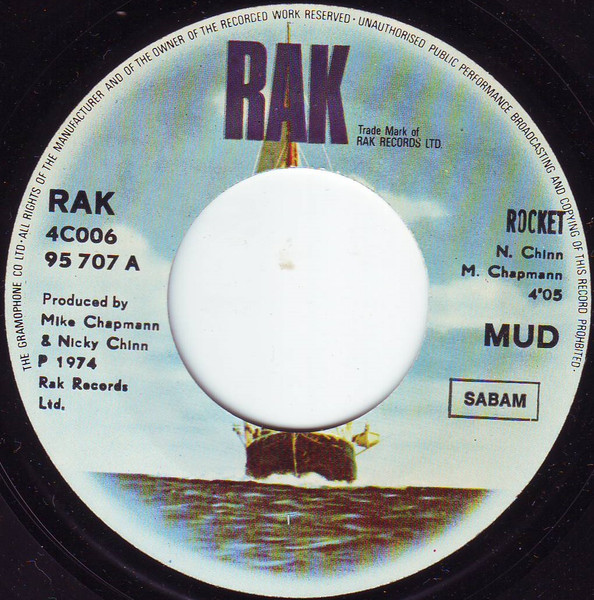 THE GRAMOPHONE CO LTD · ALL RIGHTS OF THE MANUFACTURER AND OF THE OWNER OF THE RECORDED WORK RESERVED · UNAUTHORISED PUBLIC PERFORMANCE BROADCASTING AND COPYING OF THIS RECORD PROHIBITED ·
RAK
Trade Mark of
RAK RECORDS LTD.
RAK
4C006
95 707 A
Produced by
Mike Chapmann
& Nicky Chinn
P 1974
Rak Records
Ltd.
ROCKET
N. Chinn
M. Chapmann
4"05
MUD
SABAM